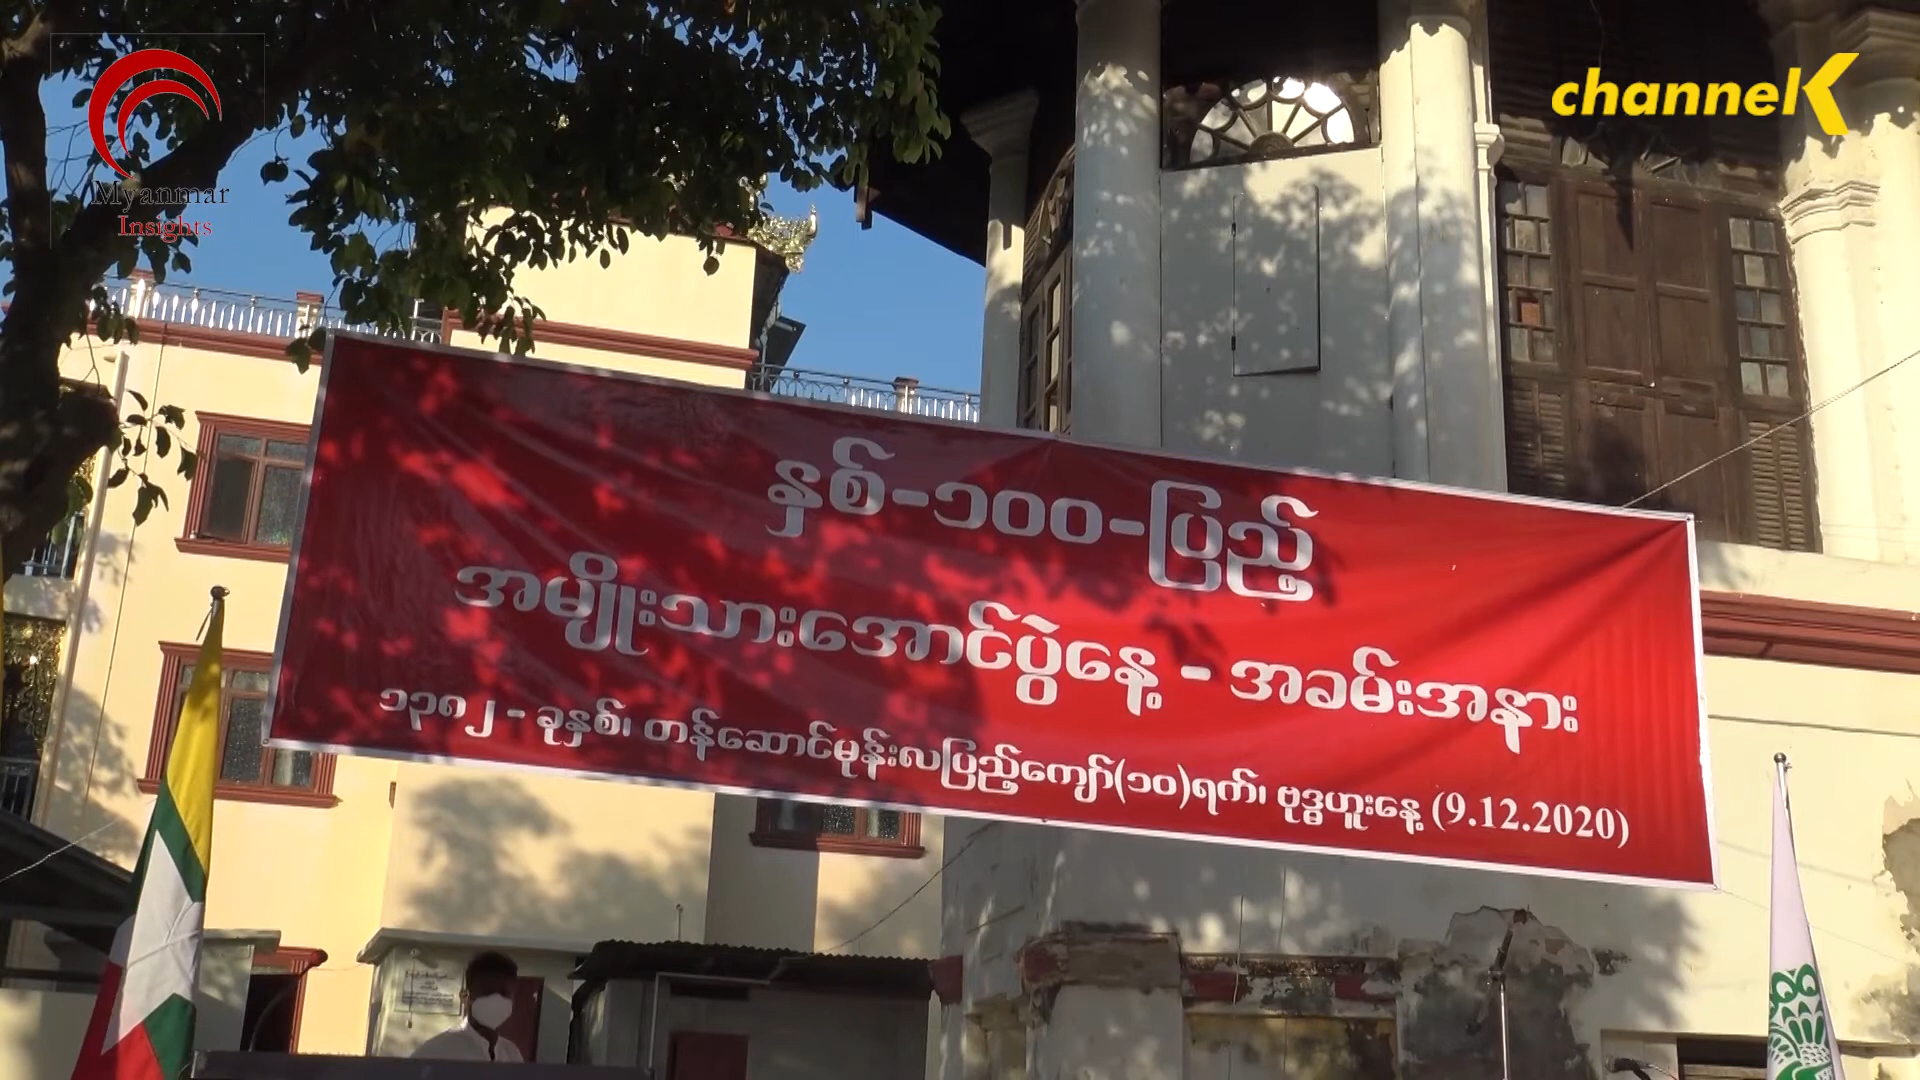 Myanmar
Insights
channelK
နှစ်-၁၀၀-ပြည့်
အမျိုးသားအောင်ပွဲနေ့ - အခမ်းအနား
၁၃၈၂ - ခုနှစ်၊ တန်ဆောင်မုန်းလပြည့်ကျော်(၁၀)ရက်၊ ဗုဒ္ဓဟူးနေ့ (9.12.2020)